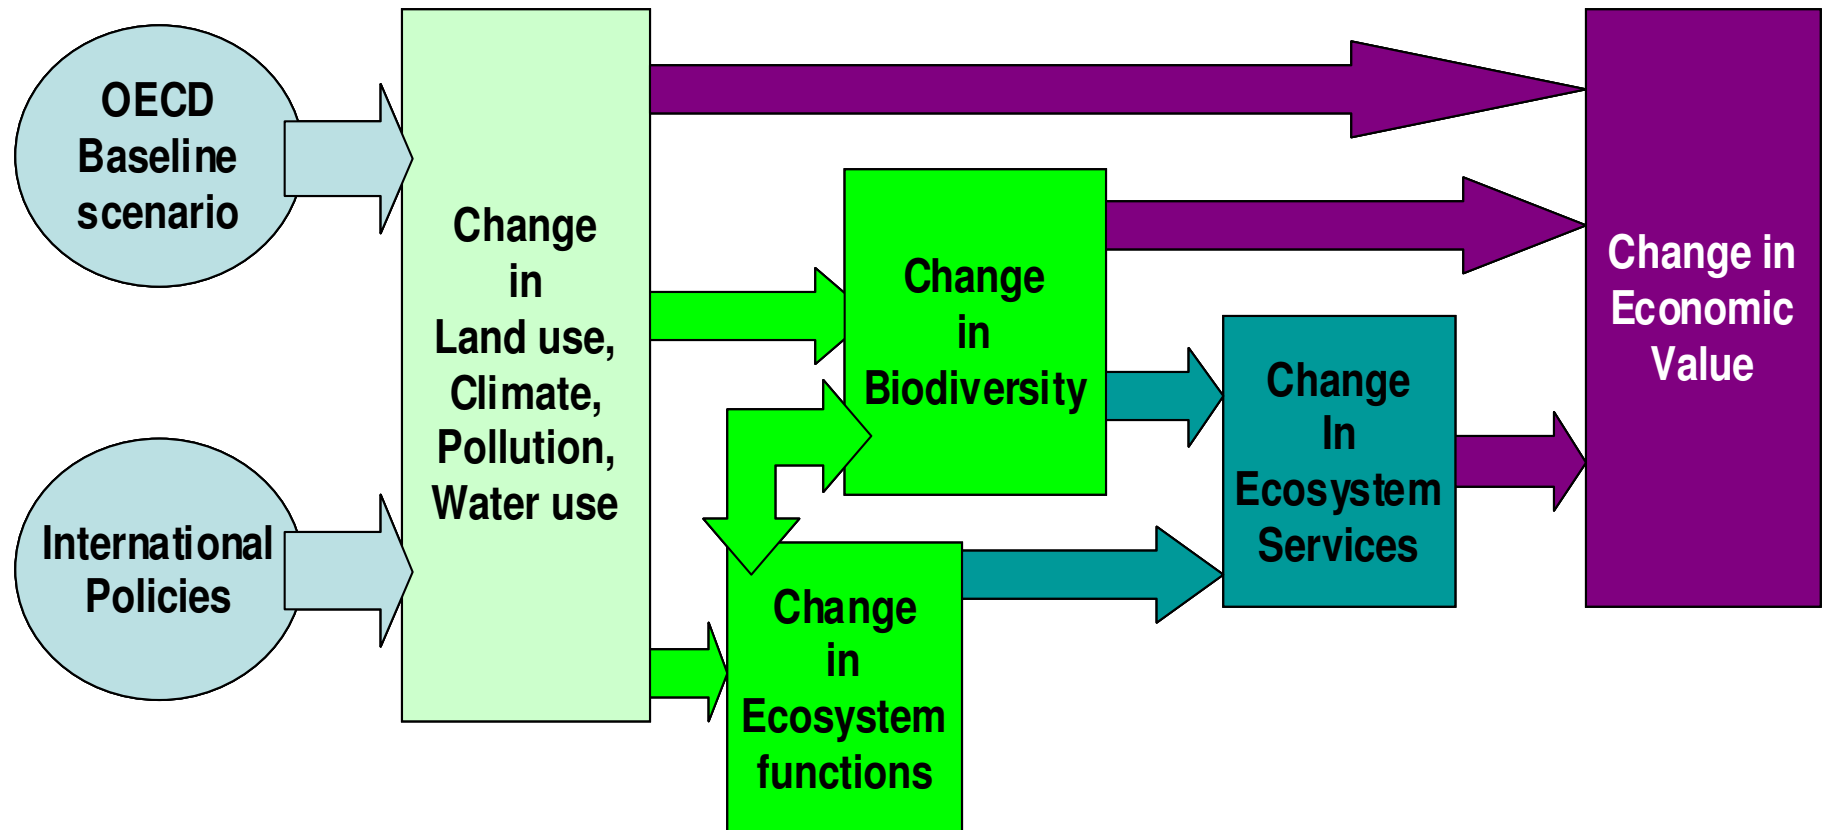 OECD
Baseline
scenario
International
Policies
Change
in
Land use,
Climate,
Pollution,
Water use
Change
in
Biodiversity
Change
in
Ecosystem
functions
Change
In
Ecosystem
Services
Change in
Economic
Value